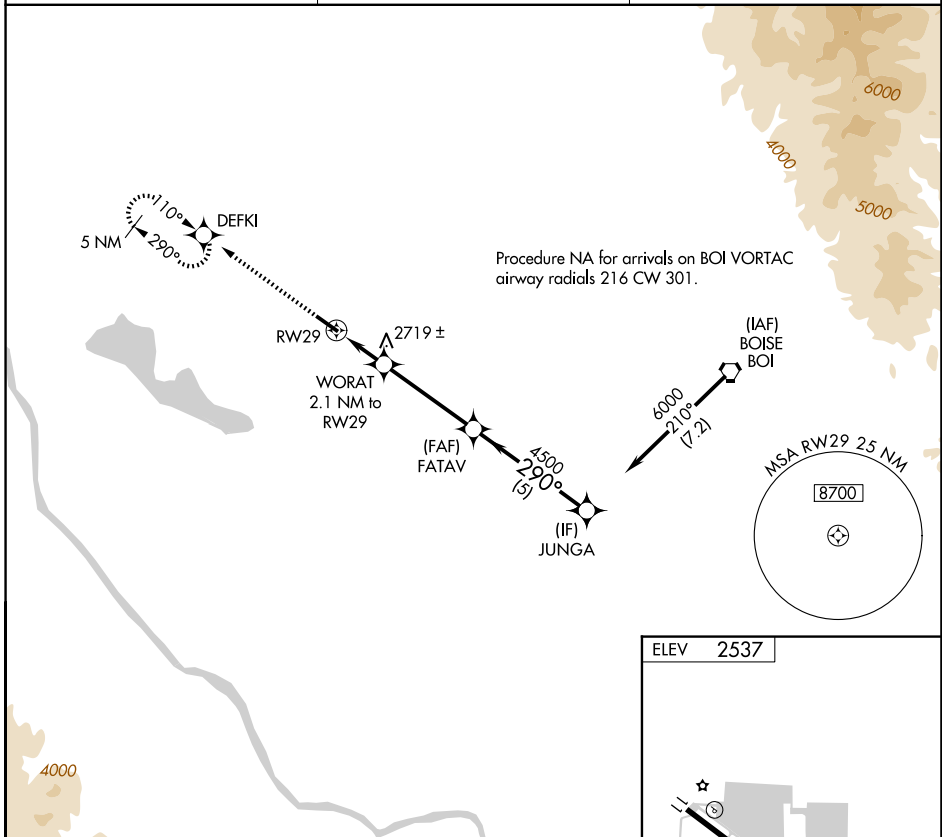 6000
4000
5000
110°
DEFKI
5 NM
290°
Procedure NA for arrivals on BOI VORTAC
airway radials 216 CW 301.
RW29
2719 ±
(IAF)
BOISE
BOI
WORAT
2.1 NM to
RW29
6000
210°
(7.2)
(FAF)
FATAV
4500
290°
(5)
MSA RW29 25 NM
8700
(IF)
JUNGA
ELEV 2537
4000
11